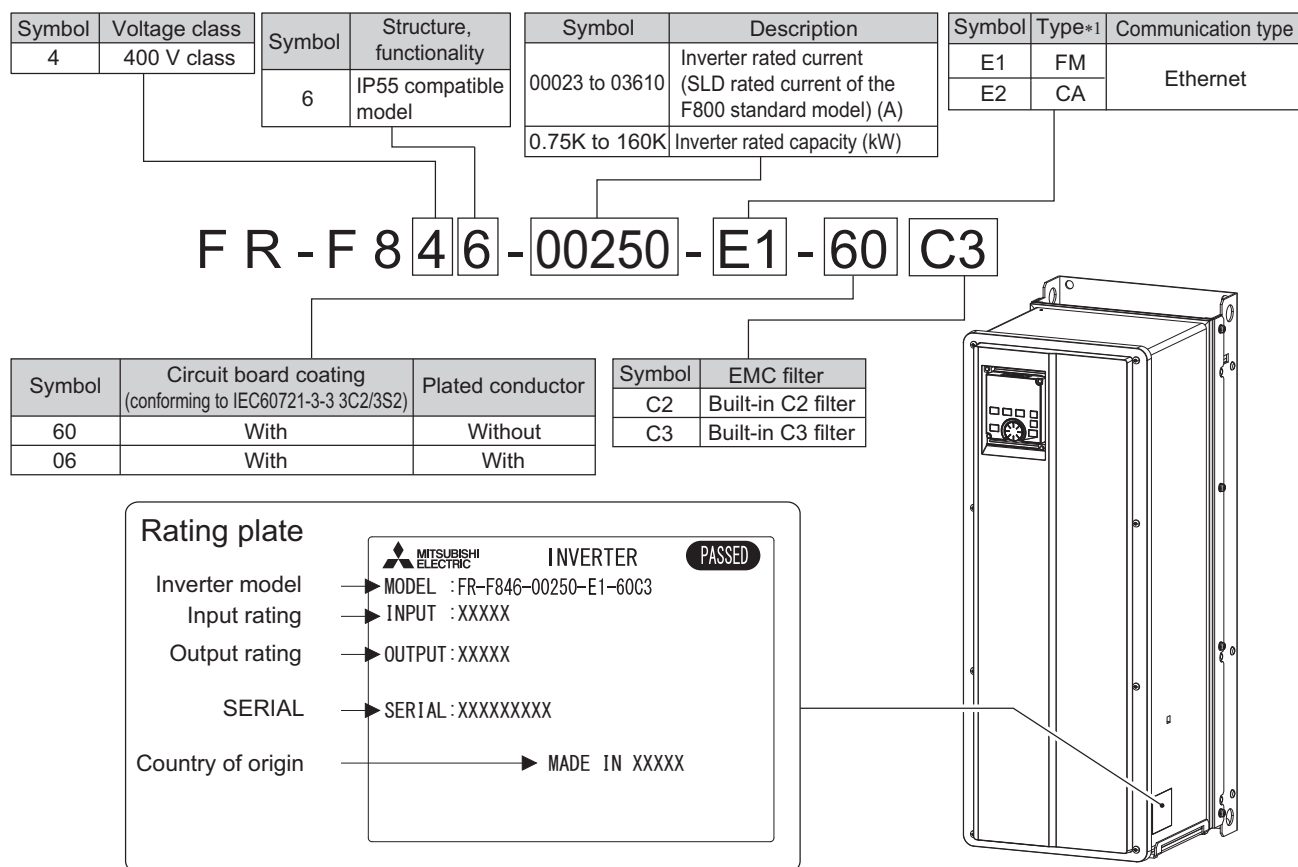 Symbol Voltage class
4 400 V class
Symbol Structure,
functionality
6 IP55 compatible
model
Symbol Description
00023 to 03610 Inverter rated current
(SLD rated current of the
F800 standard model) (A)
0.75K to 160K Inverter rated capacity (kW)
Symbol Type*1 Communication type
E1 FM Ethernet
E2 CA
FR-F846-00250-E1-60 C3
Symbol Circuit board coating
(conforming to IEC60721-3-3 3C2/3S2) Plated conductor
60 With Without
06 With With
Symbol EMC filter
C2 Built-in C2 filter
C3 Built-in C3 filter
Rating plate
MITSUBISHI
ELECTRIC
INVERTER
PASSED
Inverter model MODEL :FR-F846-00250-E1-60C3
Input rating INPUT :XXXXX
Output rating OUTPUT:XXXXX
SERIAL SERIAL:XXXXXXXXX
Country of origin MADE IN XXXXX